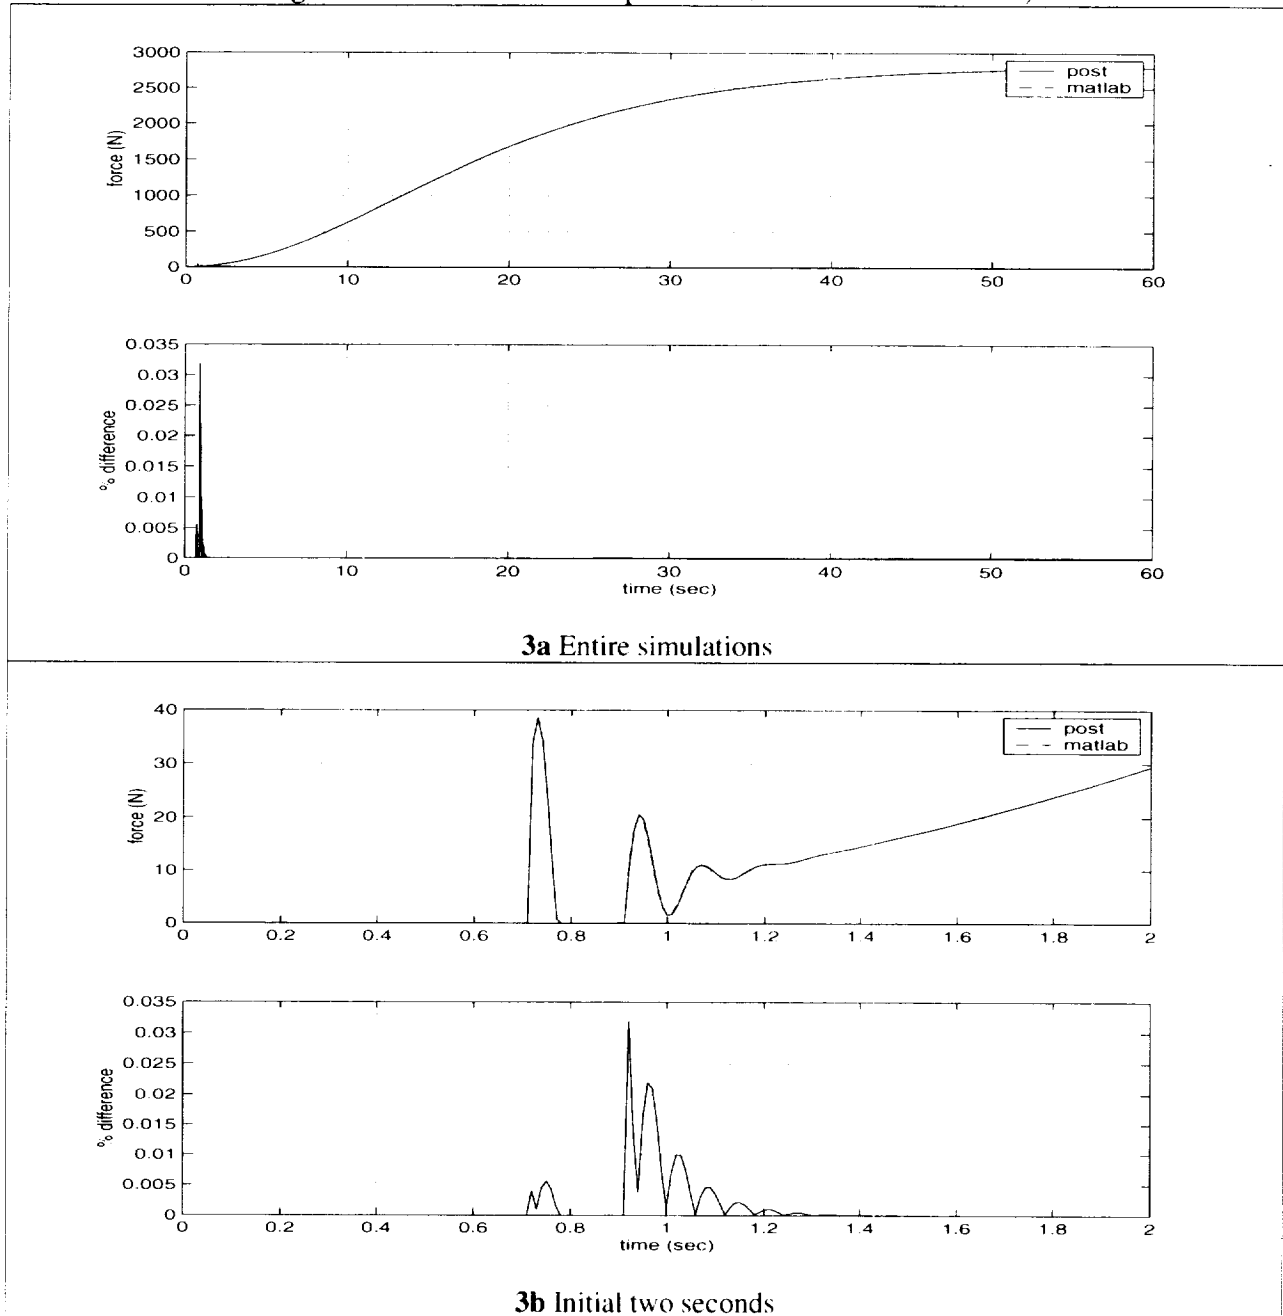 3000
2500
2000
1500
1000
500
0
force (N)
post
matlab
0 10 20 30 40 50 60
0.035
0.03
0.025
0.02
0.015
0.01
0.005
0
% difference
0 10 20 30 40 50 60
time (sec)
3a Entire simulations
40
30
20
10
0
force (N)
post
matlab
0 0.2 0.4 0.6 0.8 1 1.2 1.4 1.6 1.8 2
0.035
0.03
0.025
0.02
0.015
0.01
0.005
0
% difference
0 0.2 0.4 0.6 0.8 1 1.2 1.4 1.6 1.8 2
time (sec)
3b Initial two seconds